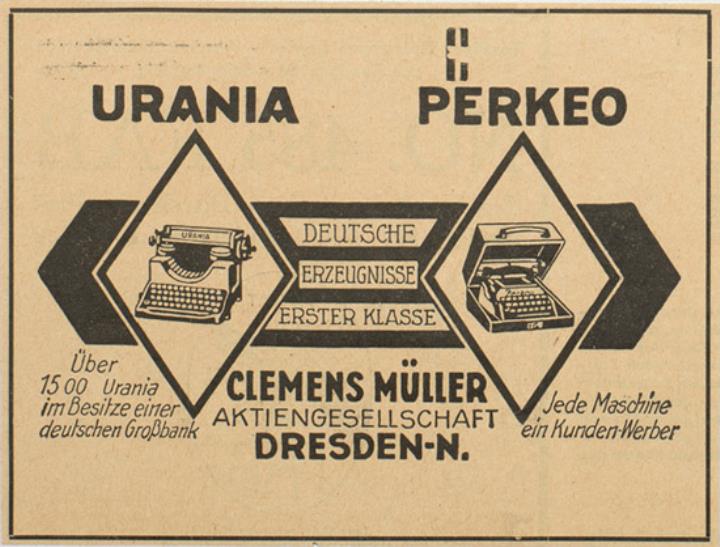 URANIA
PERKEO
URANIA
DEUTSCHE
ERZEUGNISSE
ERSTER KLASSE
Über
1500 Urania
im Besitze einer
deutschen Großbank
CLEMENS MÜLLER
AKTIENGESELLSCHAFT
DRESDEN-N.
Jede Maschine
ein Kunden-Werber